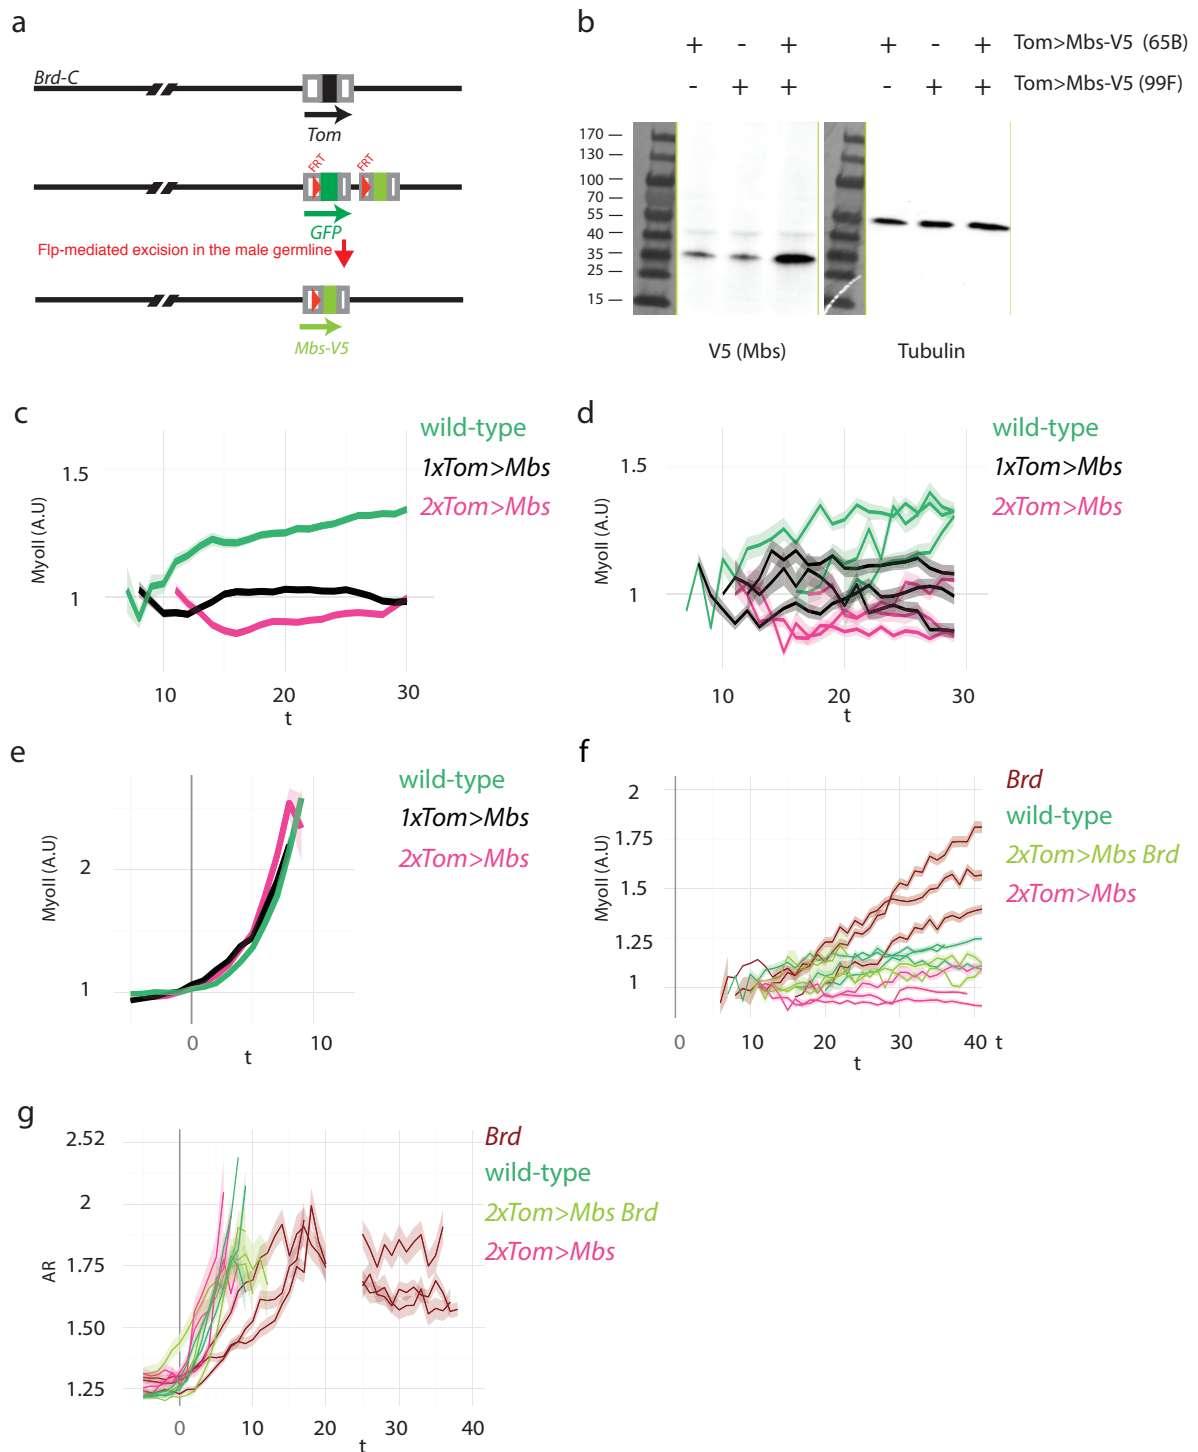 a
Brd-C
Tom
FRT
FRT
GFP
Flp-mediated excision in the male germline
Mbs-V5
b
+ - + + - + Tom>Mbs-V5 (65B)
- + + - + + Tom>Mbs-V5 (99F)
170
130
100
70
55
40
35
25
15
V5 (Mbs)
Tubulin
c
wild-type
1xTom>Mbs
2xTom>Mbs
MyoII (A.U)
1.5
1
10 20 30
t
d
wild-type
1xTom>Mbs
2xTom>Mbs
MyoII (A.U)
1.5
1
10 20 30
t
e
wild-type
1xTom>Mbs
2xTom>Mbs
MyoII (A.U)
2
1
0 10
t
f
Brd
wild-type
2xTom>Mbs Brd
2xTom>Mbs
MyoII (A.U)
2
1.75
1.5
1.25
1
0 10 20 30 40 t
t
g
Brd
wild-type
2xTom>Mbs Brd
2xTom>Mbs
AR
2.52
2
1.75
1.50
1.25
0 10 20 30 40
t